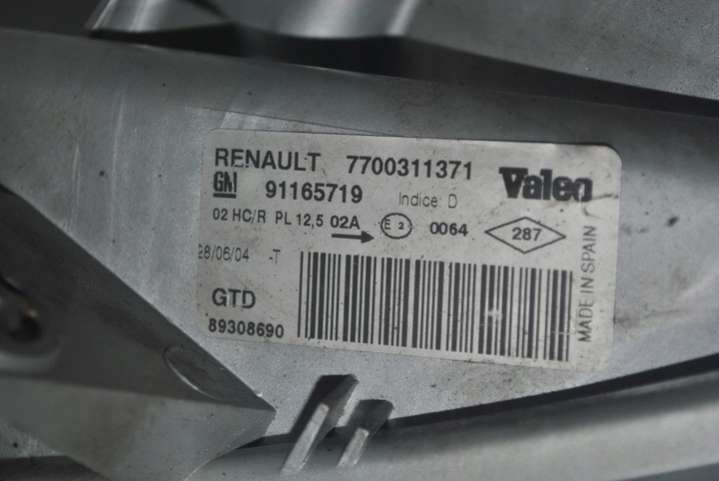 RENAULT 7700311371
GM 91165719 Indice: D Valeo
02 HC/R PL 12,5 02A E 2 0064 287
28/06/04 -T
GTD
89308690
MADE IN SPAIN